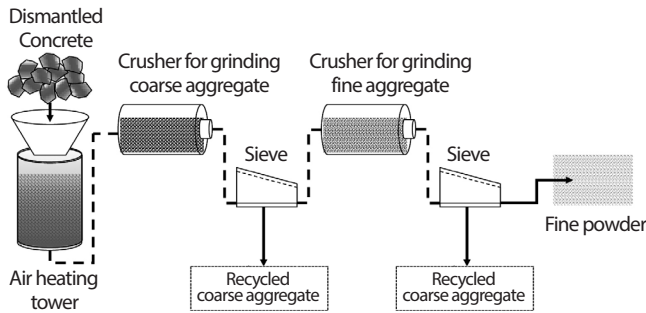 Dismantled
Concrete
Crusher for grinding
coarse aggregate
Crusher for grinding
fine aggregate
Sieve
Sieve
Fine powder
Air heating
tower
Recycled
coarse aggregate
Recycled
coarse aggregate